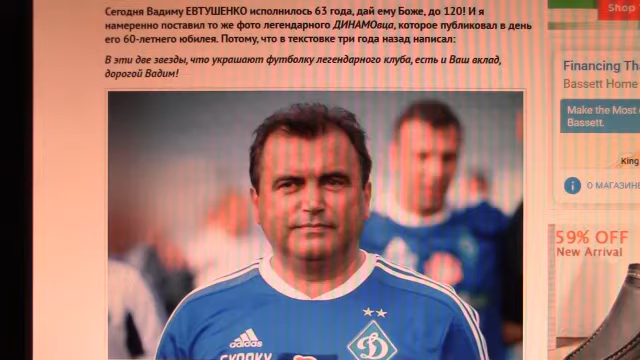 Сегодня Вадиму ЕВТУШЕНКО исполнилось 63 года, дай ему Боже, до 120! И я
намеренно поставил то же фото легендарного ДИНАМОвца, которое публиковал в день
его 60-летнего юбилея. Потому, что в текстовке три года назад написал:
В эти две звезды, что украшают футболку легендарного клуба, есть и Ваш вклад,
дорогой Вадим!
adidas
Д
Shop
Financing Th
Bassett Home
Make the Most
Bassett.
King
i О МАГАЗИНЕ
59% OFF
New Arrival